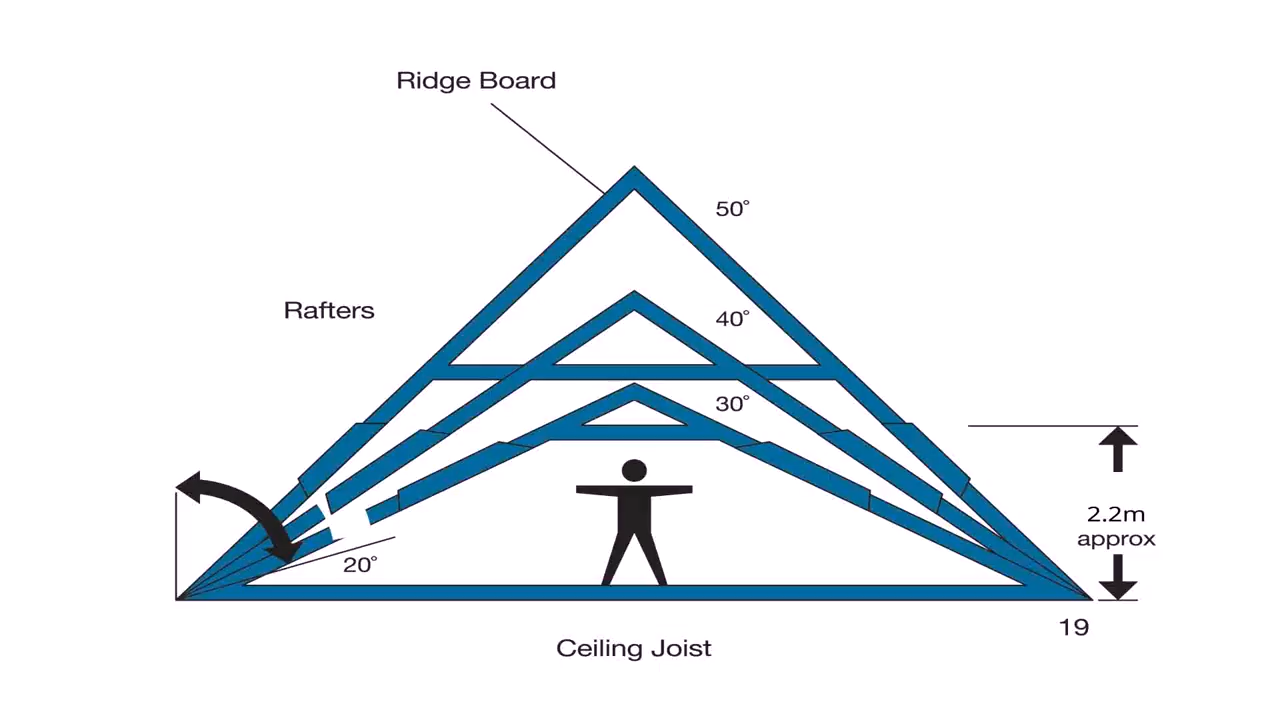 Ridge Board
50°
Rafters
40°
30°
2.2m
approx
20°
19
Ceiling Joist